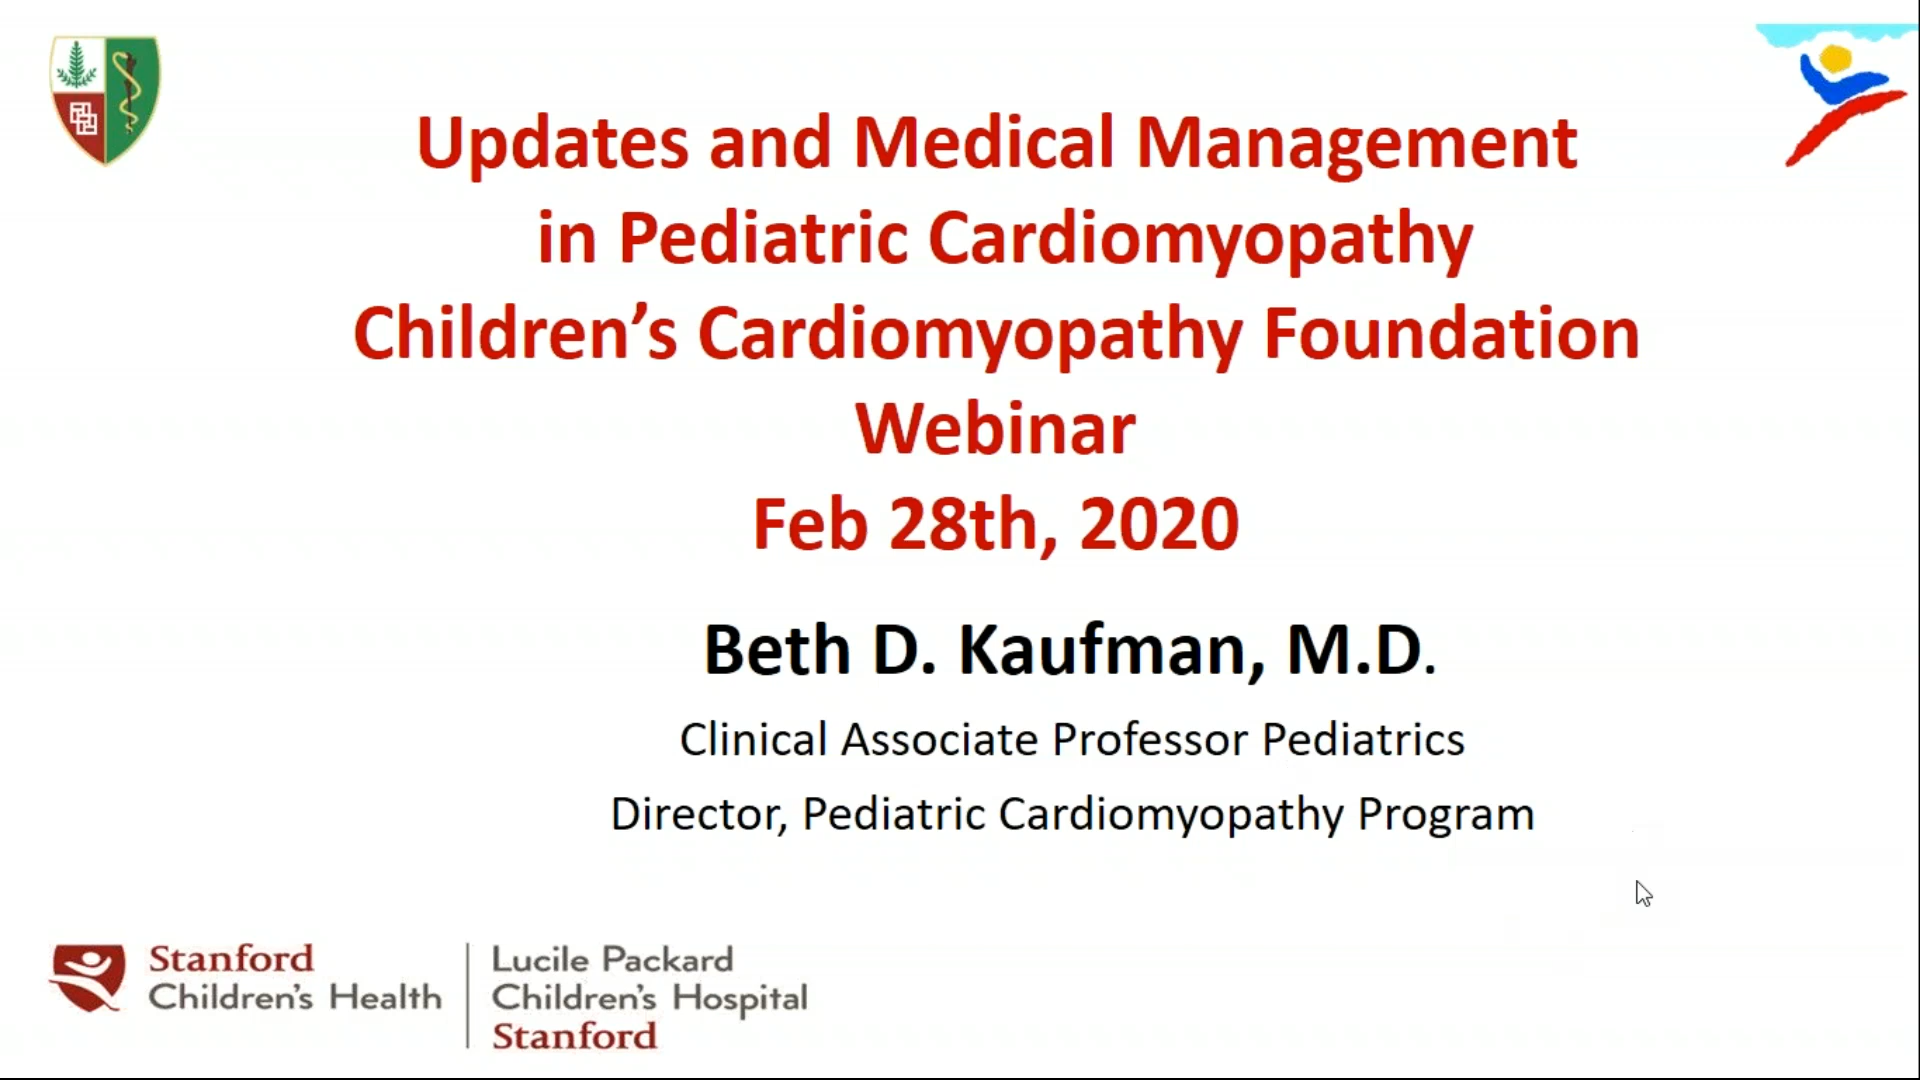 Updates and Medical Management
in Pediatric Cardiomyopathy
Children’s Cardiomyopathy Foundation
Webinar
Feb 28th, 2020
Beth D. Kaufman, M.D.
Clinical Associate Professor Pediatrics
Director, Pediatric Cardiomyopathy Program
Stanford
Children's Health
Lucile Packard
Children's Hospital
Stanford